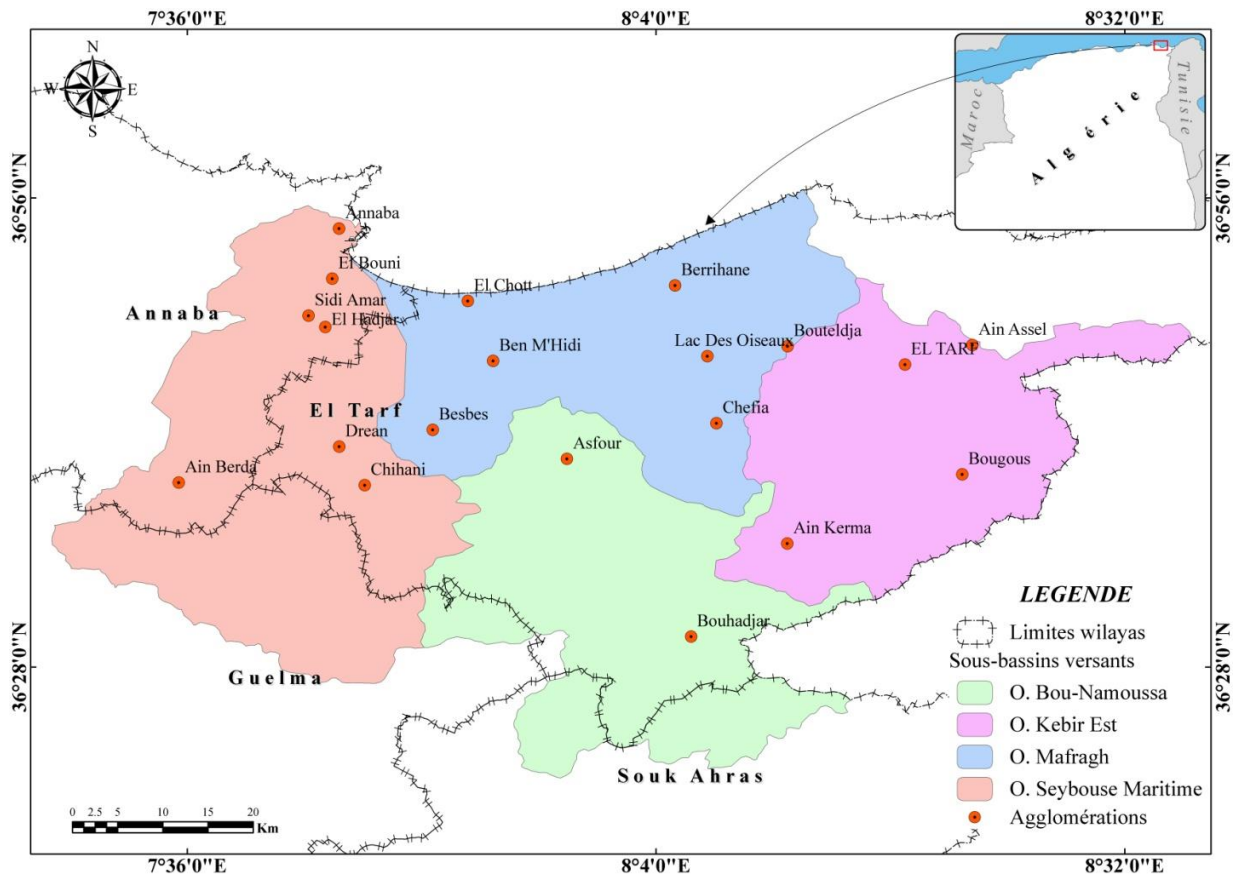 7°36'0"E
8°4'0"E
8°32'0"E
N
W E
S
Maroc
Algérie
Tunisie
36°56'0"N
36°56'0"N
Annaba
El Bouni
Berrihane
El Chott
Annaba
Sidi Amar
El Hadjar
Ben M'Hidi
Lac Des Oiseaux
Bouteldja
Ain Assel
EL TARF
El Tarf
Besbes
Chefia
Drean
Asfour
Ain Berda
Chihani
Bougous
Ain Kerma
Bouhadjar
Guelma
Souk Ahras
36°28'0"N
36°28'0"N
LEGENDE
Limites wilayas
Sous-bassins versants
O. Bou-Namoussa
O. Kebir Est
O. Mafragh
O. Seybouse Maritime
Agglomérations
0 2.5 5 10 15 20
Km
7°36'0"E
8°4'0"E
8°32'0"E